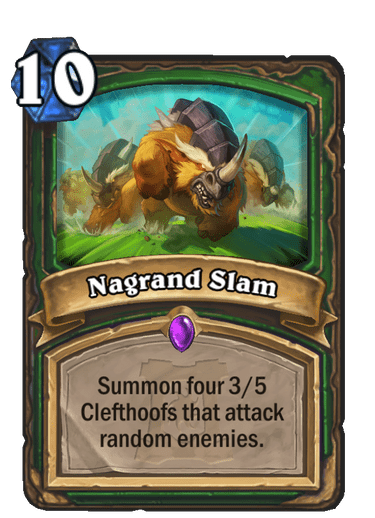 10
Nagrand Slam
Summon four 3/5
Clefthoofs that attack
random enemies.